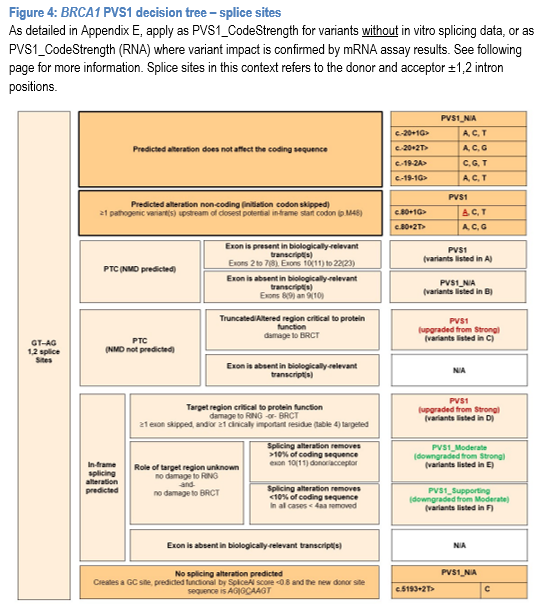 Figure 4: BRCA1 PVS1 decision tree – splice sites
As detailed in Appendix E, apply as PVS1_CodeStrength for variants without in vitro splicing data, or as
PVS1_CodeStrength (RNA) where variant impact is confirmed by mRNA assay results. See following
page for more information. Splice sites in this context refers to the donor and acceptor ±1,2 intron
positions.
GT–AG
1,2 splice
Sites
Predicted alteration does not affect the coding sequence
PVS1_N/A
c.-20+1G> A, C, T
c.-20+2T> A, C, G
c.-19-2A> C, G, T
c.-19-1G> A, C, T
Predicted alteration non-coding (initiation codon skipped)
≥1 pathogenic variant(s) upstream of closest potential in-frame start codon (p.M48)
PVS1
c.80+1G> A, C, T
c.80+2T> A, C, G
PTC (NMD predicted)
Exon is present in biologically-relevant
transcript(s)
Exons 2 to 7(8), Exons 10(11) to 22(23)
PVS1
(variants listed in A)
Exon is absent in biologically-relevant
transcript(s)
Exons 8(9) an 9(10)
PVS1_N/A
(variants listed in B)
PTC
(NMD not predicted)
Truncated/Altered region critical to protein
function
damage to BRCT
PVS1
(upgraded from Strong)
(variants listed in C)
Exon is absent in biologically-relevant
transcript(s)
N/A
In-frame
splicing
alteration
predicted
Target region critical to protein function
damage to RING -or- BRCT
≥1 exon skipped, and/or ≥1 clinically important residue (table 4) targeted
PVS1
(upgraded from Strong)
(variants listed in D)
Role of target region unknown
no damage to RING
-and-
no damage to BRCT
Splicing alteration removes
>10% of coding sequence
exon 10(11) donor/acceptor
PVS1_Moderate
(downgraded from Strong)
(variants listed in E)
Splicing alteration removes
<10% of coding sequence
In all cases < 4aa removed
PVS1_Supporting
(downgraded from Moderate)
(variants listed in F)
Exon is absent in biologically-relevant transcript(s)
N/A
No splicing alteration predicted
Creates a GC site, predicted functional by SpliceAI score <0.8 and the new donor site
sequence is AG|GCAAGT
PVS1_N/A
c.5193+2T> C